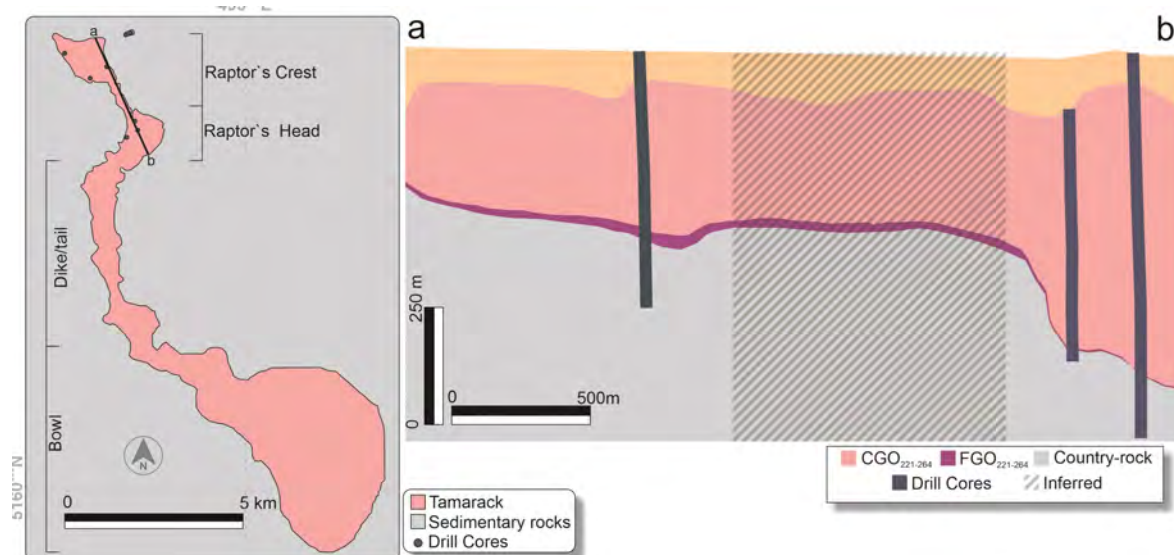 a
Raptor`s Crest
Raptor`s Head
b
Dike/tail
Bowl
N
5160 N
0 5 km
Tamarack
Sedimentary rocks
Drill Cores
a
b
250 m
0
0 500m
CGO221-264 FGO221-264 Country-rock
Drill Cores Inferred